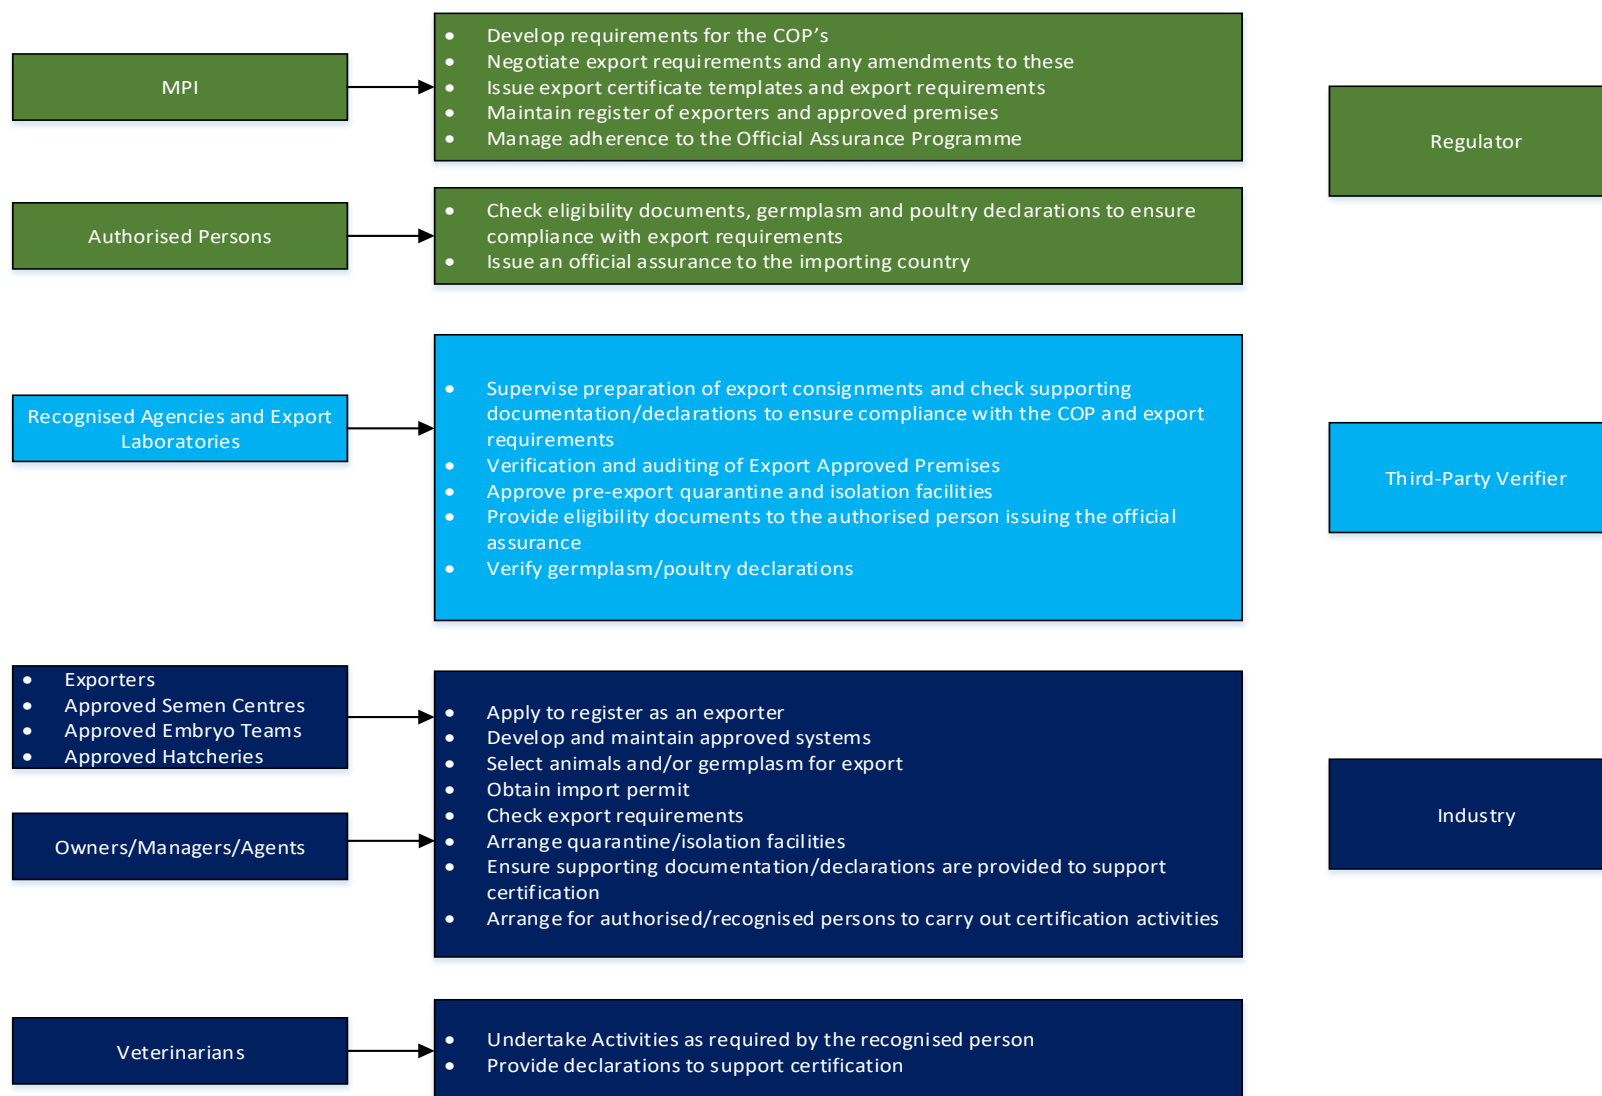 MPI
• Develop requirements for the COP's
• Negotiate export requirements and any amendments to these
• Issue export certificate templates and export requirements
• Maintain register of exporters and approved premises
• Manage adherence to the Official Assurance Programme
Regulator
Authorised Persons
• Check eligibility documents, germplasm and poultry declarations to ensure
compliance with export requirements
• Issue an official assurance to the importing country
Recognised Agencies and Export
Laboratories
• Supervise preparation of export consignments and check supporting
documentation/declarations to ensure compliance with the COP and export
requirements
• Verification and auditing of Export Approved Premises
• Approve pre-export quarantine and isolation facilities
• Provide eligibility documents to the authorised person issuing the official
assurance
• Verify germplasm/poultry declarations
Third-Party Verifier
• Exporters
• Approved Semen Centres
• Approved Embryo Teams
• Approved Hatcheries
Owners/Managers/Agents
• Apply to register as an exporter
• Develop and maintain approved systems
• Select animals and/or germplasm for export
• Obtain import permit
• Check export requirements
• Arrange quarantine/isolation facilities
• Ensure supporting documentation/declarations are provided to support
certification
• Arrange for authorised/recognised persons to carry out certification activities
Industry
Veterinarians
• Undertake Activities as required by the recognised person
• Provide declarations to support certification